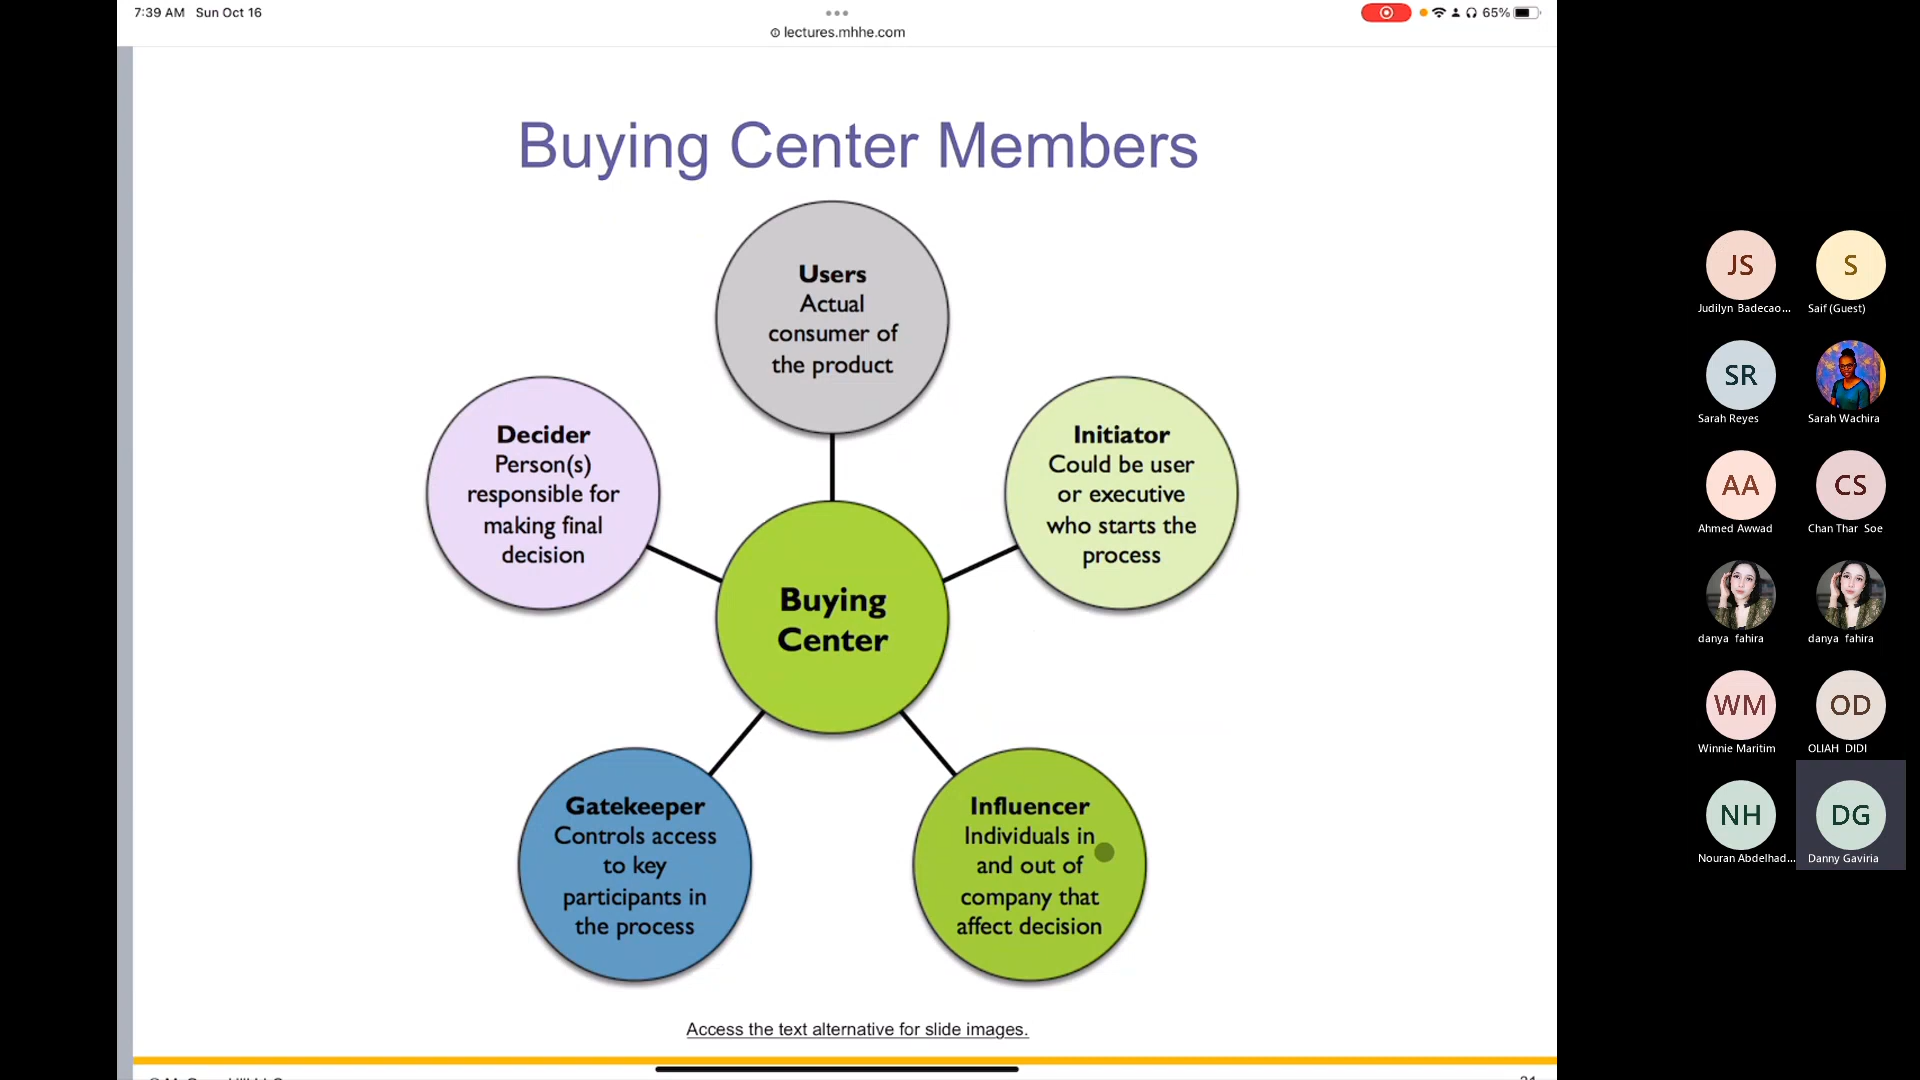 7:39 AM Sun Oct 16
65%
lectures.mhhe.com
Buying Center Members
Users
Actual
consumer of
the product
Decider
Person(s)
responsible for
making final
decision
Initiator
Could be user
or executive
who starts the
process
Buying
Center
Gatekeeper
Controls access
to key
participants in
the process
Influencer
Individuals in
and out of
company that
affect decision
Access the text alternative for slide images.
JS
Judilyn Badecao...
S
Saif (Guest)
SR
Sarah Reyes
Sarah Wachira
AA
Ahmed Awwad
CS
Chan Thar Soe
danya fahira
danya fahira
WM
Winnie Maritim
OD
OLIAH DIDI
NH
Nouran Abdelhad...
DG
Danny Gaviria